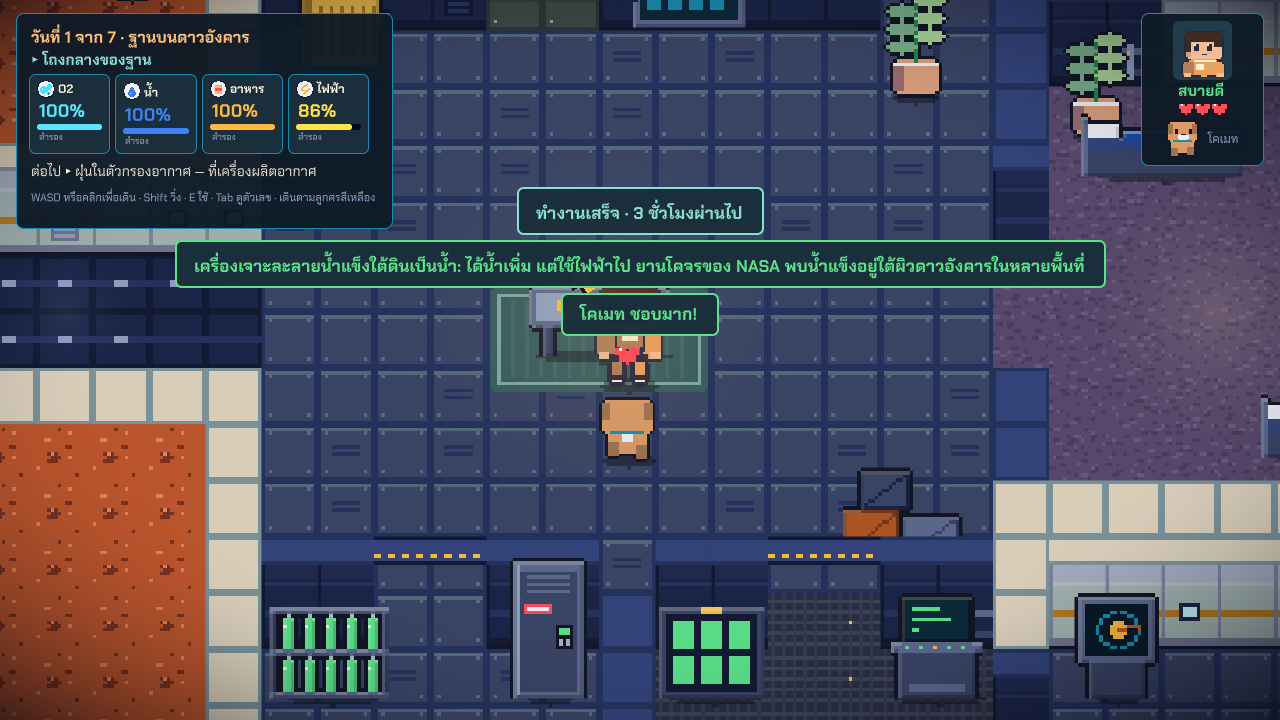 วันที่ 1 จาก 7 · ฐานบนดาวอังคาร
▸ โถงกลางของฐาน
O2
100%
สำรอง
น้ำ
100%
สำรอง
อาหาร
100%
สำรอง
ไฟฟ้า
86%
สำรอง
ต่อไป ▸ ฝุ่นในตัวกรองอากาศ — ที่เครื่องผลิตอากาศ
WASD หรือคลิกเพื่อเดิน · Shift วิ่ง · E ใช้ · Tab ดูตัวเลข · เดินตามลูกศรสีเหลือง
สบายดี
โคเมท
ทำงานเสร็จ · 3 ชั่วโมงผ่านไป
เครื่องเจาะละลายน้ำแข็งใต้ดินเป็นน้ำ: ได้น้ำเพิ่ม แต่ใช้ไฟฟ้าไป ยานโคจรของ NASA พบน้ำแข็งอยู่ใต้ผิวดาวอังคารในหลายพื้นที่
โคเมท ชอบมาก!